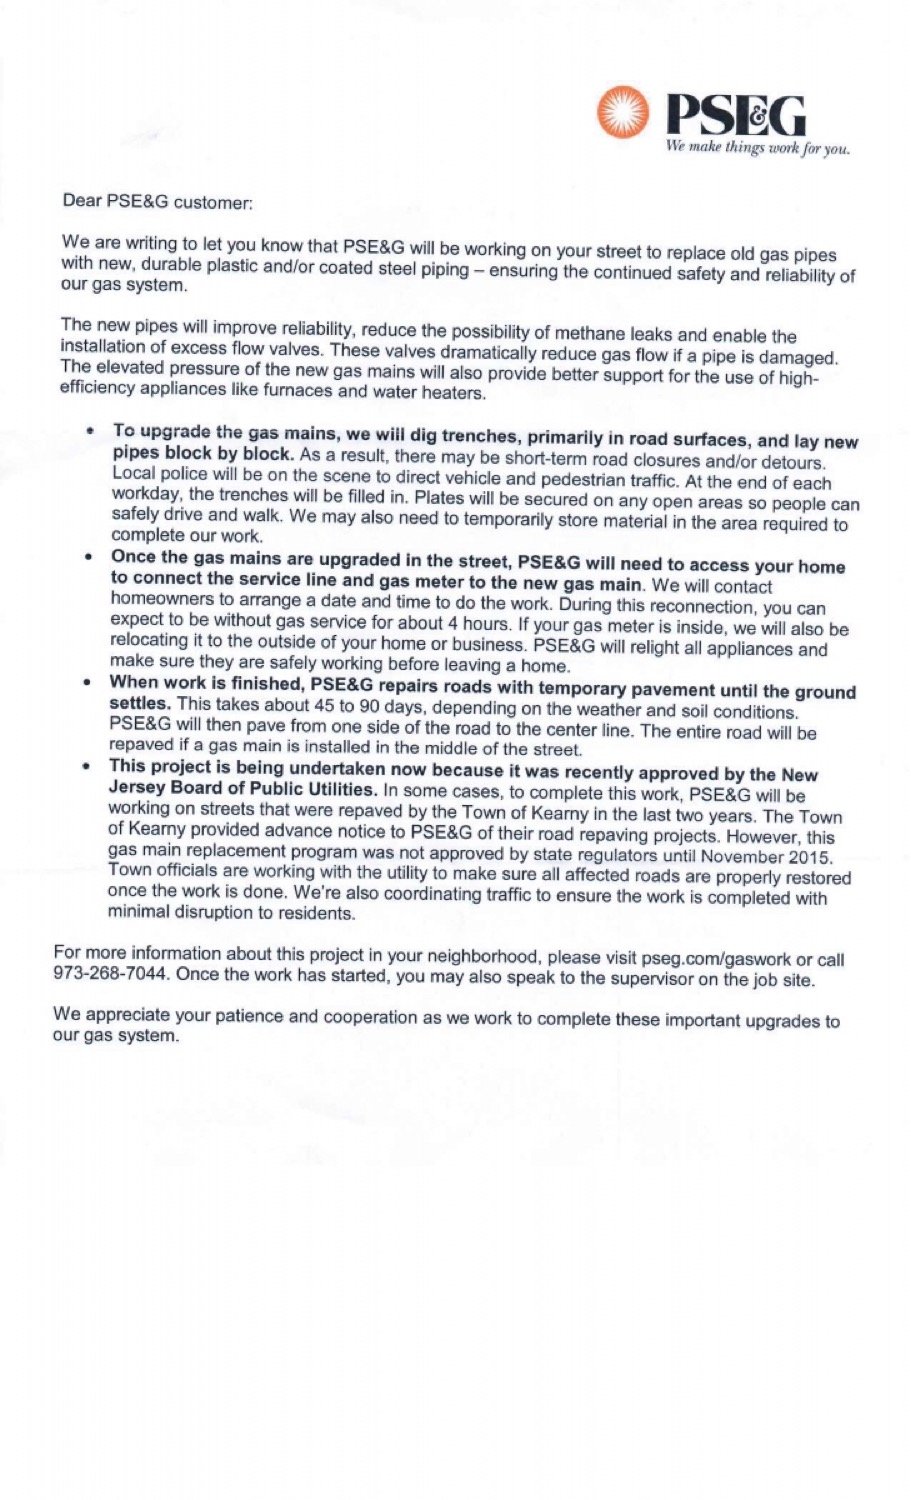 PSE&G
We make things work for you.
Dear PSE&G customer:
We are writing to let you know that PSE&G will be working on your street to replace old gas pipes
with new, durable plastic and/or coated steel piping – ensuring the continued safety and reliability of
our gas system.
The new pipes will improve reliability, reduce the possibility of methane leaks and enable the
installation of excess flow valves. These valves dramatically reduce gas flow if a pipe is damaged.
The elevated pressure of the new gas mains will also provide better support for the use of high-
efficiency appliances like furnaces and water heaters.
• To upgrade the gas mains, we will dig trenches, primarily in road surfaces, and lay new
pipes block by block. As a result, there may be short-term road closures and/or detours.
Local police will be on the scene to direct vehicle and pedestrian traffic. At the end of each
workday, the trenches will be filled in. Plates will be secured on any open areas so people can
safely drive and walk. We may also need to temporarily store material in the area required to
complete our work.
• Once the gas mains are upgraded in the street, PSE&G will need to access your home
to connect the service line and gas meter to the new gas main. We will contact
homeowners to arrange a date and time to do the work. During this reconnection, you can
expect to be without gas service for about 4 hours. If your gas meter is inside, we will also be
relocating it to the outside of your home or business. PSE&G will relight all appliances and
make sure they are safely working before leaving a home.
• When work is finished, PSE&G repairs roads with temporary pavement until the ground
settles. This takes about 45 to 90 days, depending on the weather and soil conditions.
PSE&G will then pave from one side of the road to the center line. The entire road will be
repaved if a gas main is installed in the middle of the street.
• This project is being undertaken now because it was recently approved by the New
Jersey Board of Public Utilities. In some cases, to complete this work, PSE&G will be
working on streets that were repaved by the Town of Kearny in the last two years. The Town
of Kearny provided advance notice to PSE&G of their road repaving projects. However, this
gas main replacement program was not approved by state regulators until November 2015.
Town officials are working with the utility to make sure all affected roads are properly restored
once the work is done. We're also coordinating traffic to ensure the work is completed with
minimal disruption to residents.
For more information about this project in your neighborhood, please visit pseg.com/gaswork or call
973-268-7044. Once the work has started, you may also speak to the supervisor on the job site.
We appreciate your patience and cooperation as we work to complete these important upgrades to
our gas system.